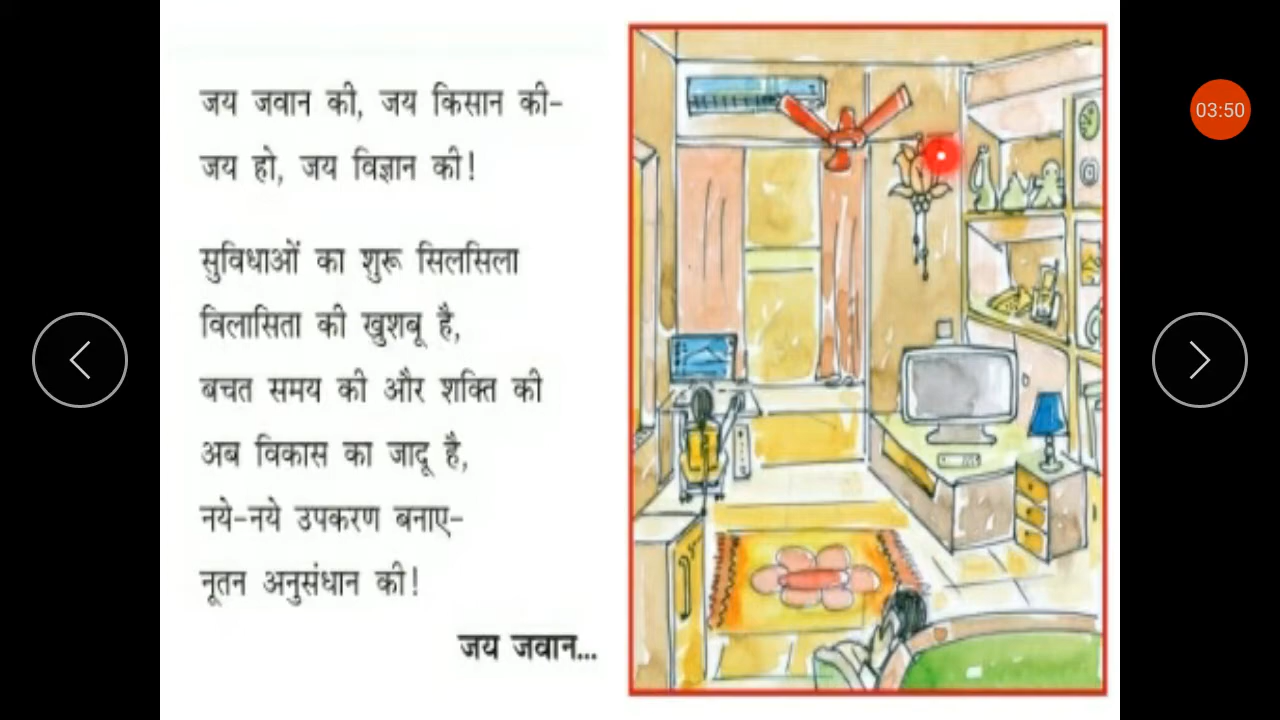 जय जवान की, जय किसान की-
जय हो, जय विज्ञान की!
सुविधाओं का शुरू सिलसिला
विलासिता की खुशबू है,
बचत समय की और शक्ति की
अब विकास का जादू है,
नये-नये उपकरण बनाए-
नूतन अनुसंधान की!
जय जवान...
03:50